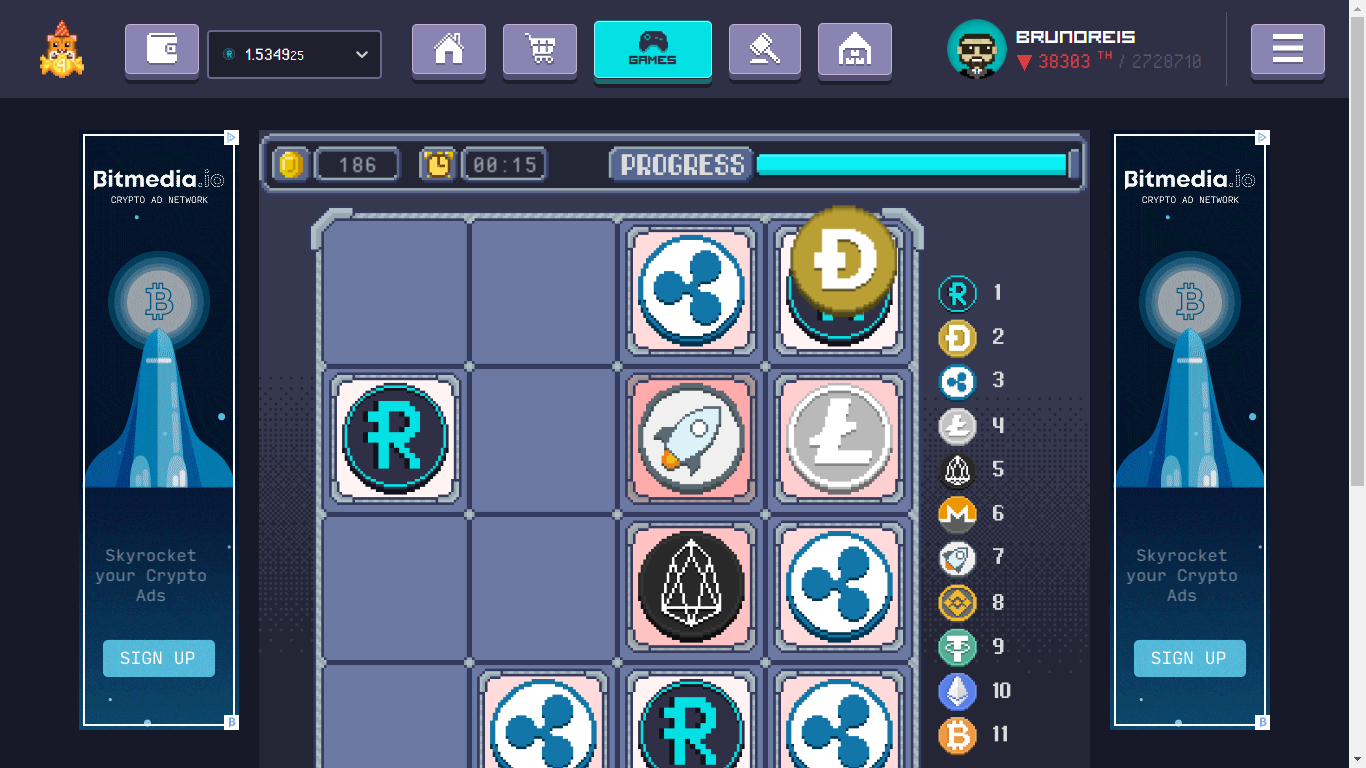 1.534925
GAMES
BRUNOREIS
38303 TH / 2728710
Bitmedia.io
CRYPTO AD NETWORK
Skyrocket
your Crypto
Ads
SIGN UP
186
00:15
PROGRESS
1
2
3
4
5
6
7
8
9
10
11
Bitmedia.io
CRYPTO AD NETWORK
Skyrocket
your Crypto
Ads
SIGN UP